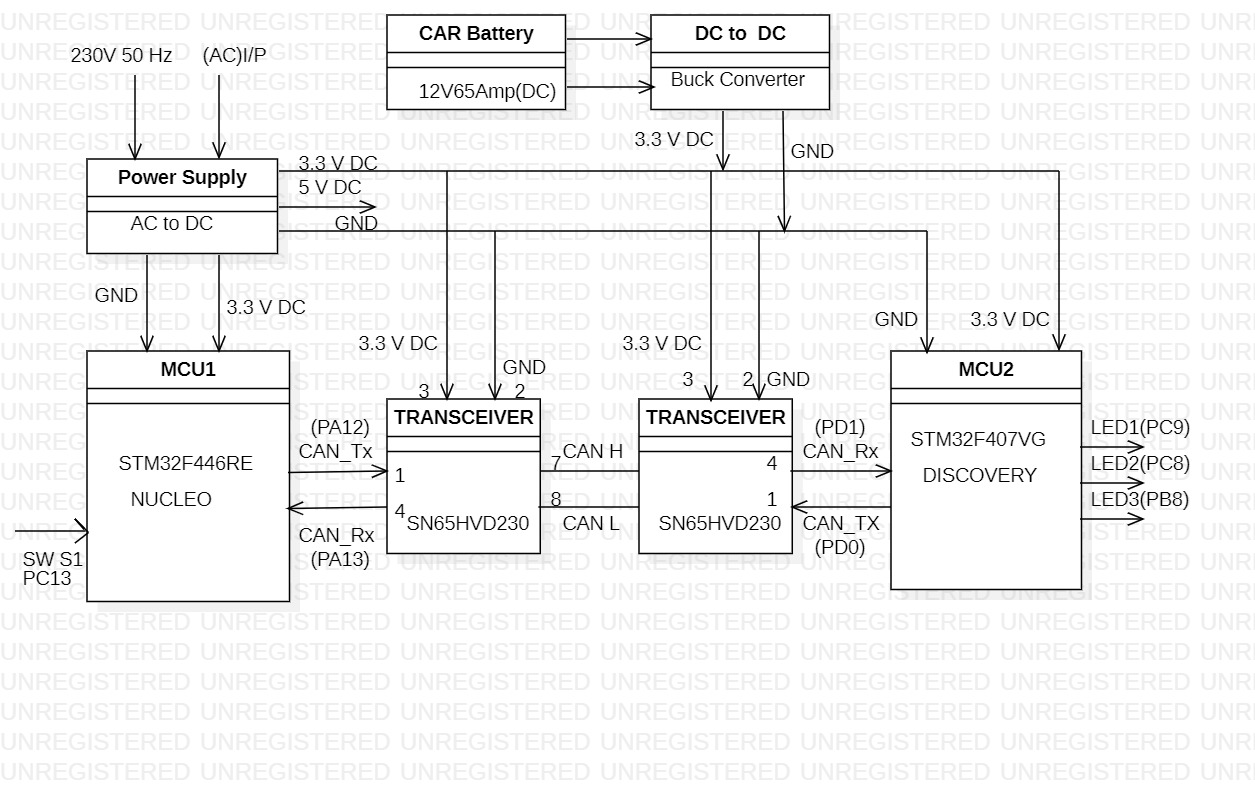 CAR Battery
12V65Amp(DC)
DC to DC
Buck Converter
230V 50 Hz
(AC)I/P
3.3 V DC
GND
Power Supply
AC to DC
3.3 V DC
5 V DC
GND
GND
3.3 V DC
3.3 V DC
3
GND
2
3.3 V DC
3
2
GND
GND
3.3 V DC
MCU1
STM32F446RE
NUCLEO
SW S1
PC13
(PA12)
CAN_Tx
CAN_Rx
(PA13)
TRANSCEIVER
1
4
SN65HVD230
7
CAN H
8
CAN L
TRANSCEIVER
4
1
SN65HVD230
(PD1)
CAN_Rx
CAN_TX
(PD0)
MCU2
STM32F407VG
DISCOVERY
LED1(PC9)
LED2(PC8)
LED3(PB8)
UNREGISTERED